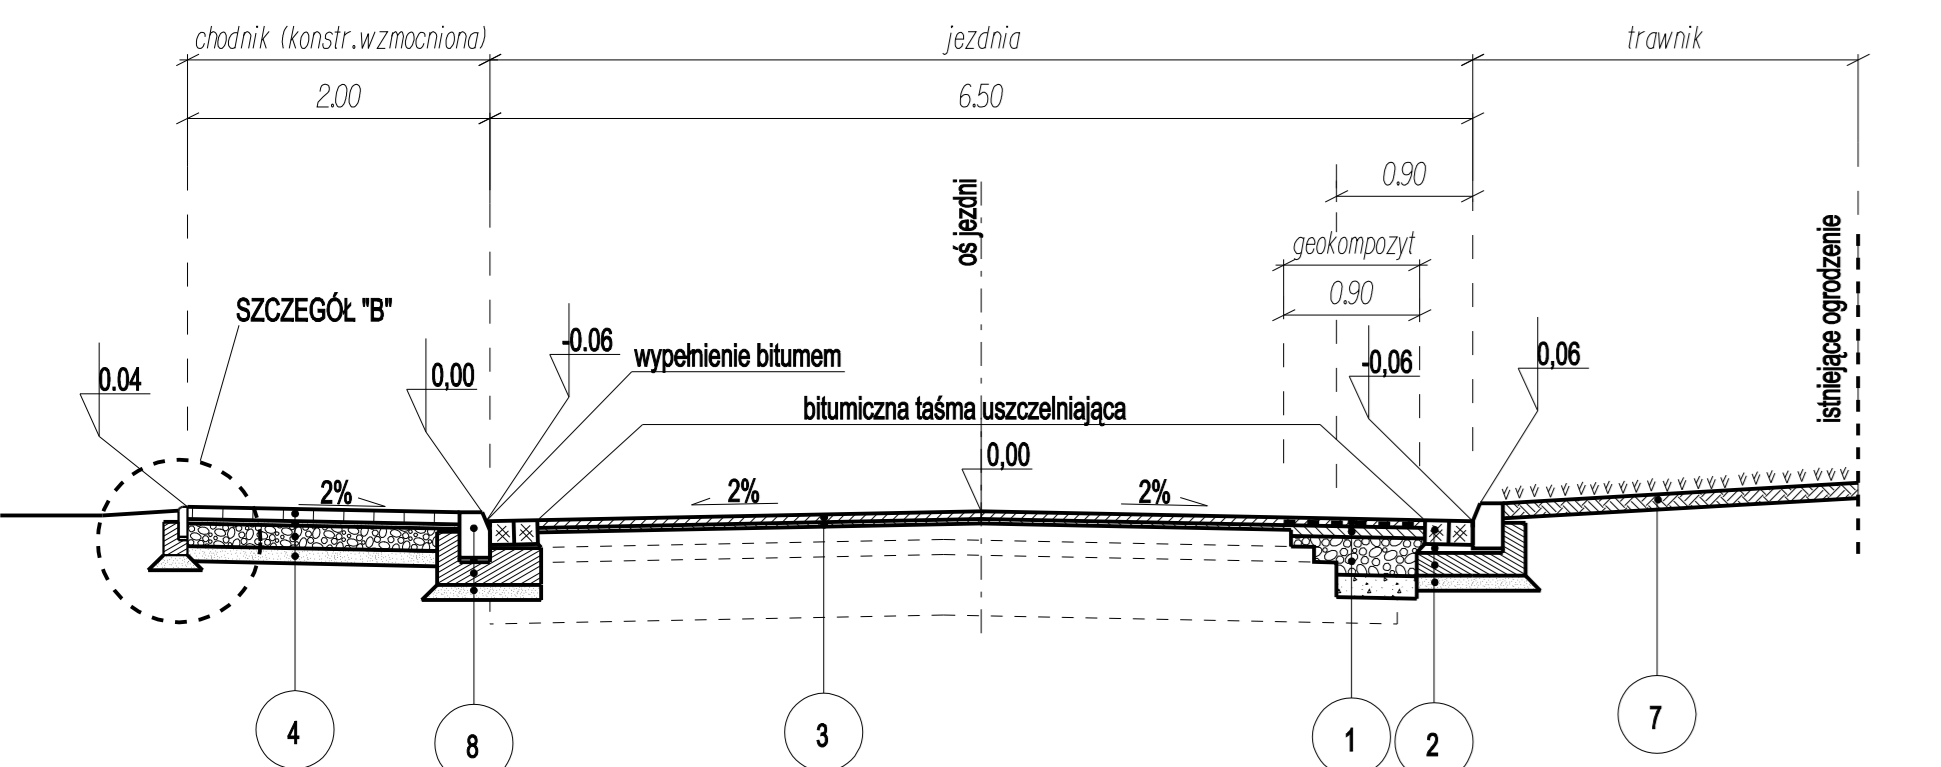 chodnik (konstr.wzmocniona)
jezdnia
trawnik
2.00
6.50
0.90
oś jezdni
geokompozyt
0.90
istniejące ogrodzenie
SZCZEGÓŁ "B"
-0.06
wypełnienie bitumem
-0,06
0,06
0.04
0,00
bitumiczna taśma uszczelniająca
0,00
2%
2%
2%
4
8
3
1
2
7